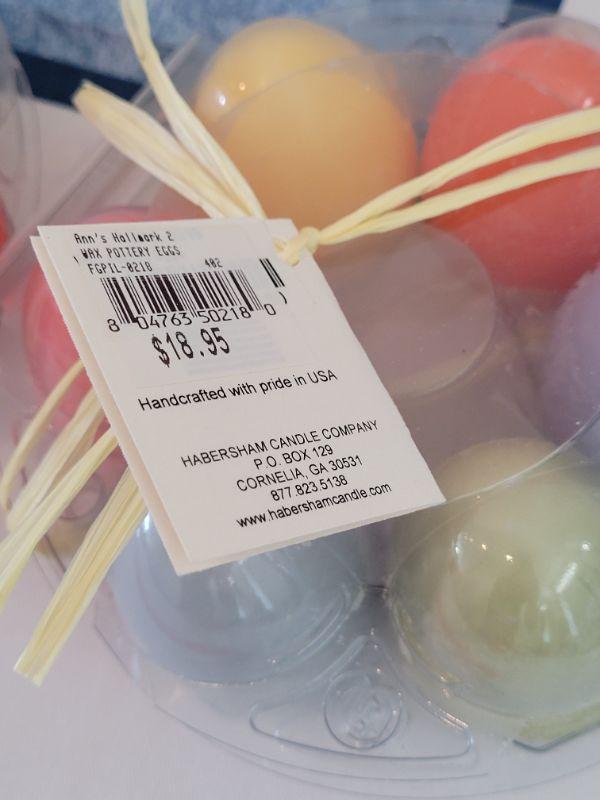 Ann's Hallmark 2
WAX POTTERY EGGS
FGPIL-0218 402
8 04763 50218 0
$18.95
Handcrafted with pride in USA
HABERSHAM CANDLE COMPANY
P.O. BOX 129
CORNELIA, GA 30531
877.823.5138
www.habershamcandle.com